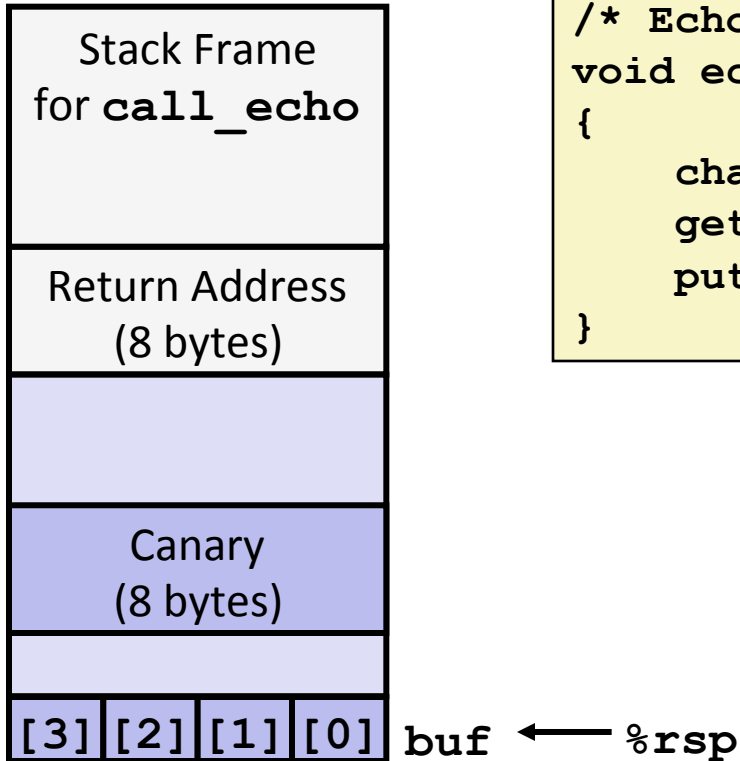 Stack Frame
for call_echo
Return Address
(8 bytes)
Canary
(8 bytes)
[3] [2] [1] [0] buf %rsp
/* Echo
void ec
{
cha
get
put
}